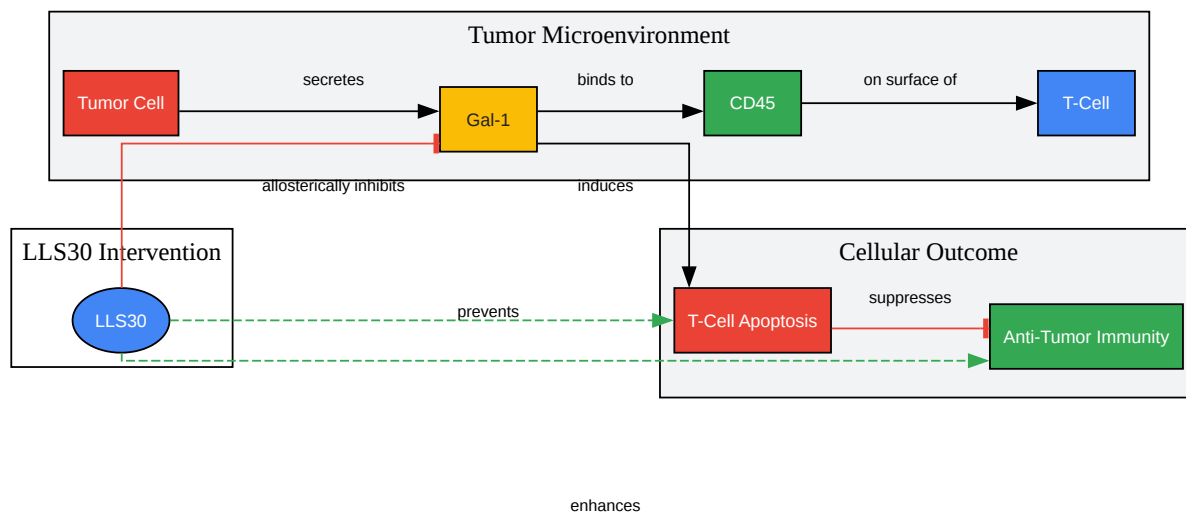 Tumor Microenvironment
Tumor Cell
secretes
Gal-1
binds to
CD45
on surface of
T-Cell
allosterically inhibits
induces
LLS30 Intervention
LLS30
prevents
Cellular Outcome
T-Cell Apoptosis
suppresses
Anti-Tumor Immunity
enhances